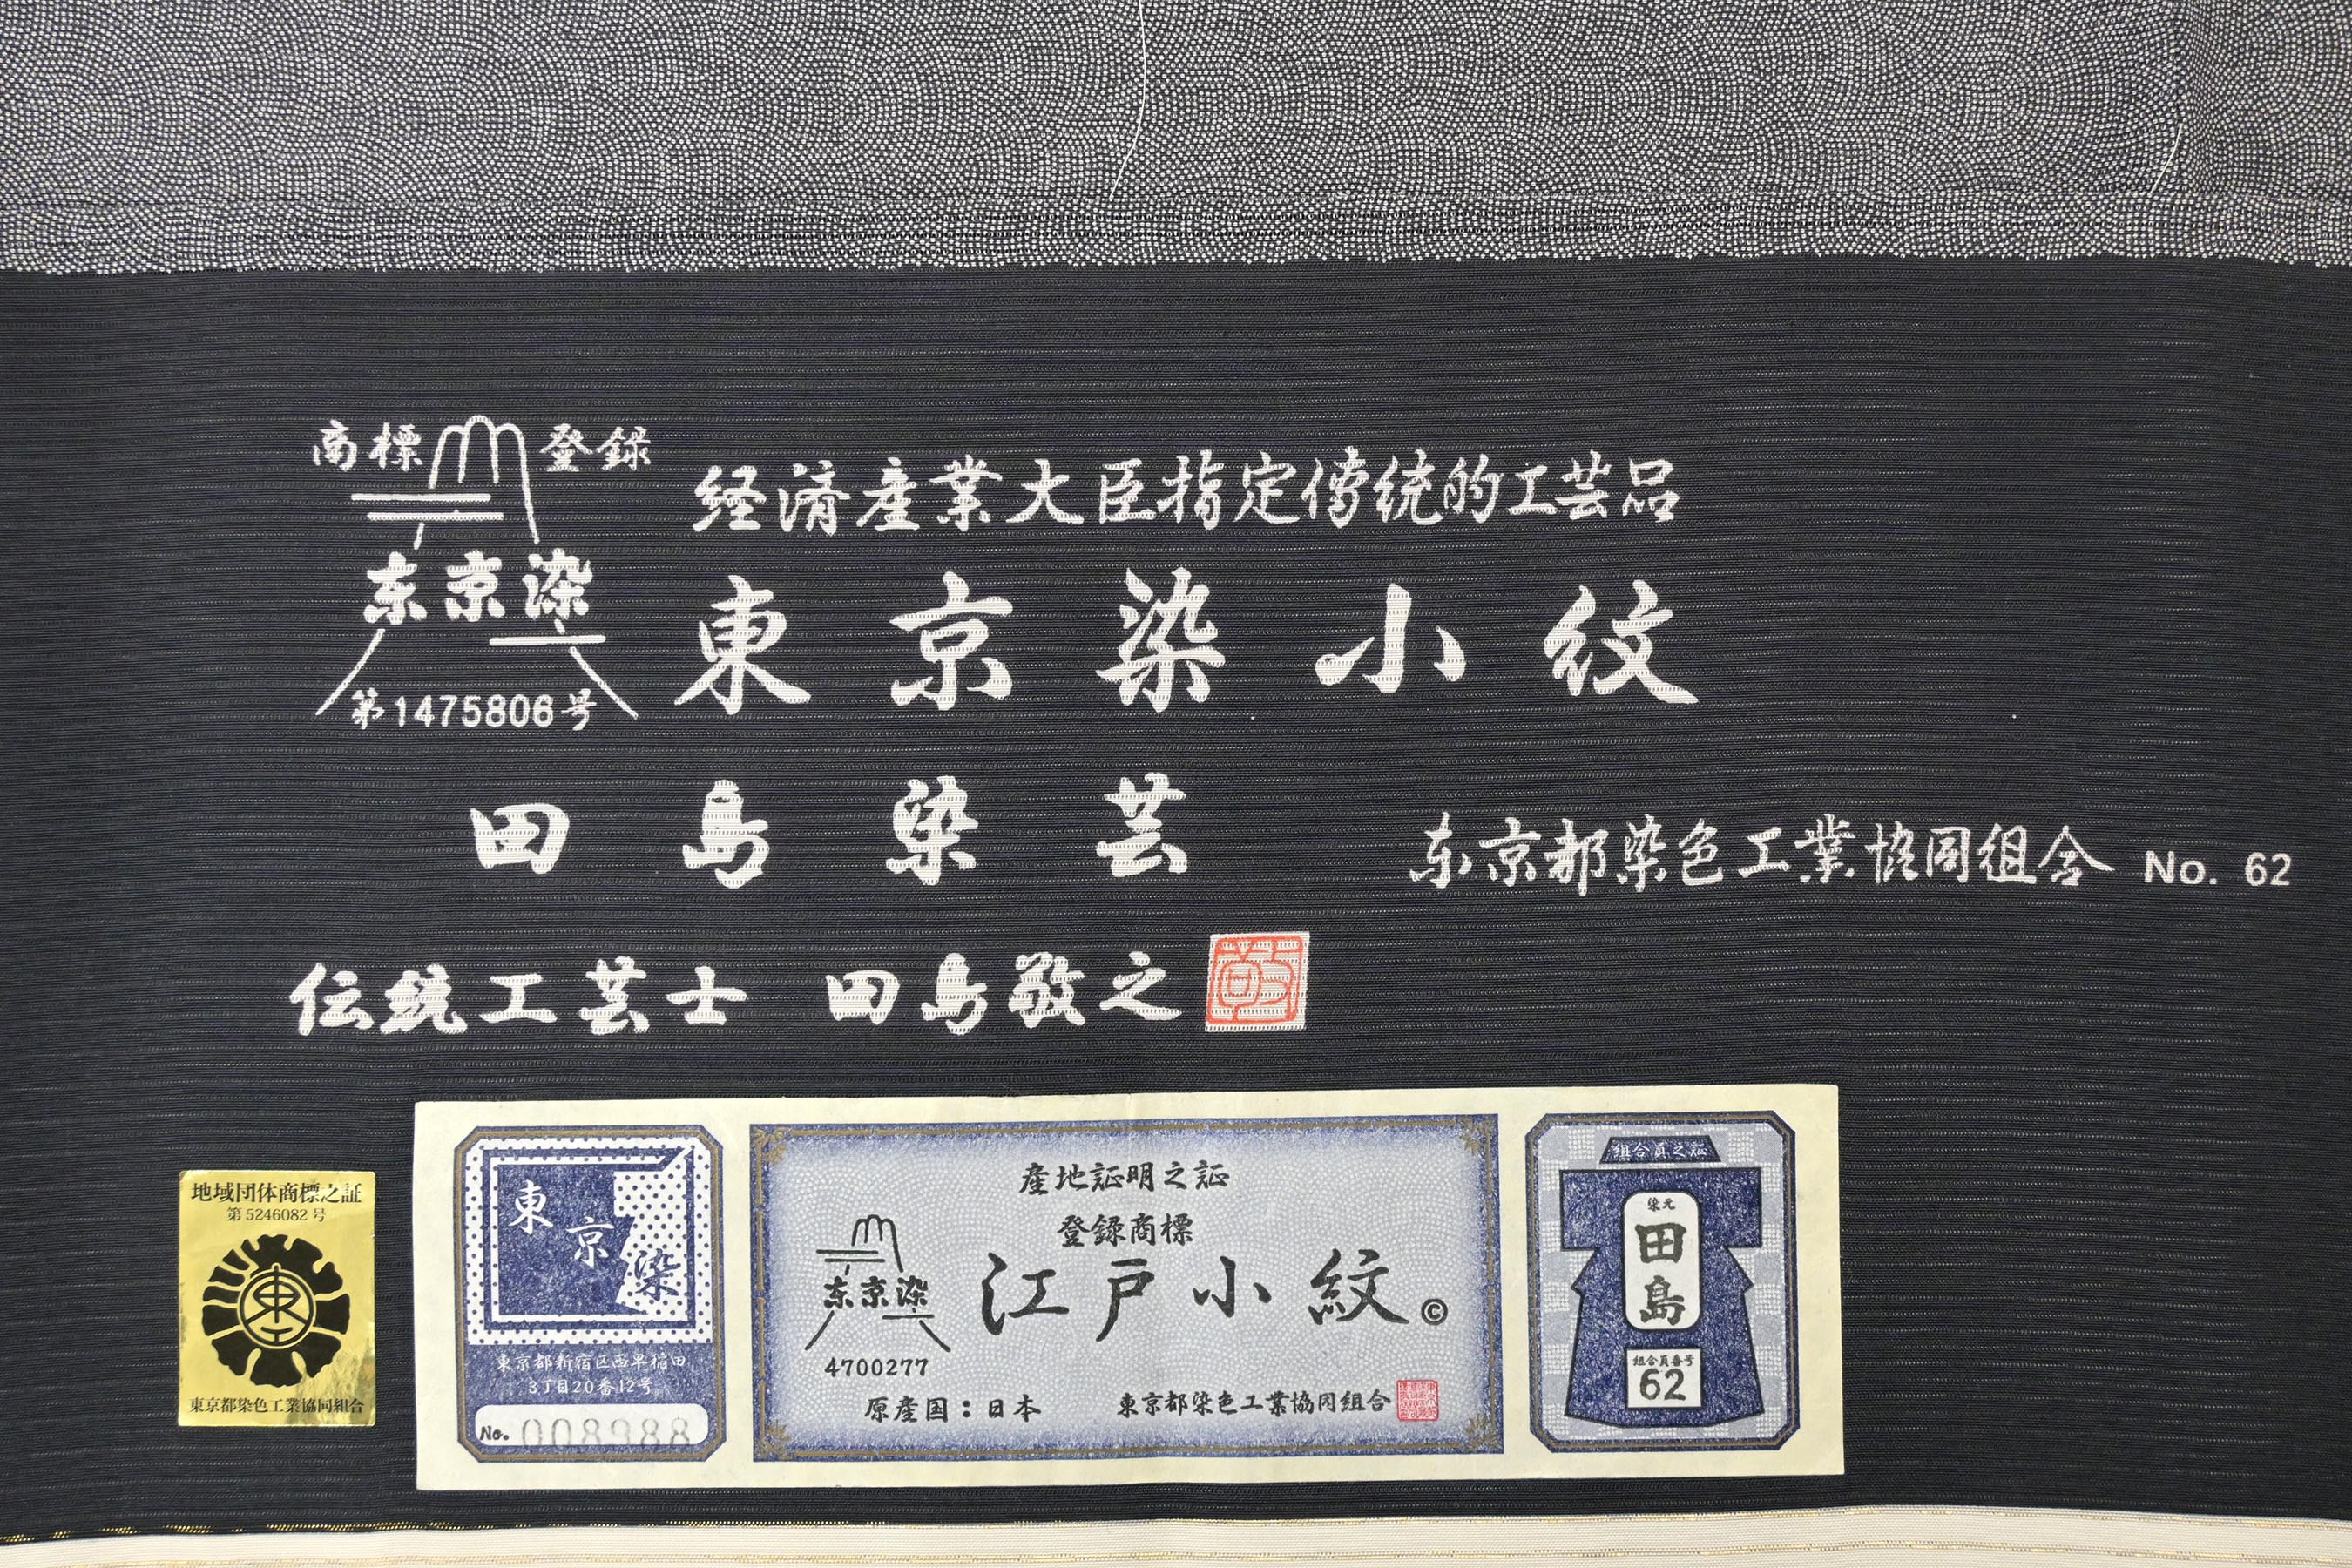 商標 登録
东京染
第1475806号
経済産業大臣指定傳统的工芸品
東京染小紋
田島染芸
东京都染色工業協同組合 No. 62
伝統工芸士 田島敬之
地域団体商標之証
第5246082号
東京都染色工業協同組合
東京染
東京都新宿区西早稲田
3丁目20番12号
No. 008988
産地証明之証
登録商標
东京染
江戸小紋 ©
4700277
原産国:日本
東京都染色工業協同組合
組合員之証
染元
田島
組合員番号
62